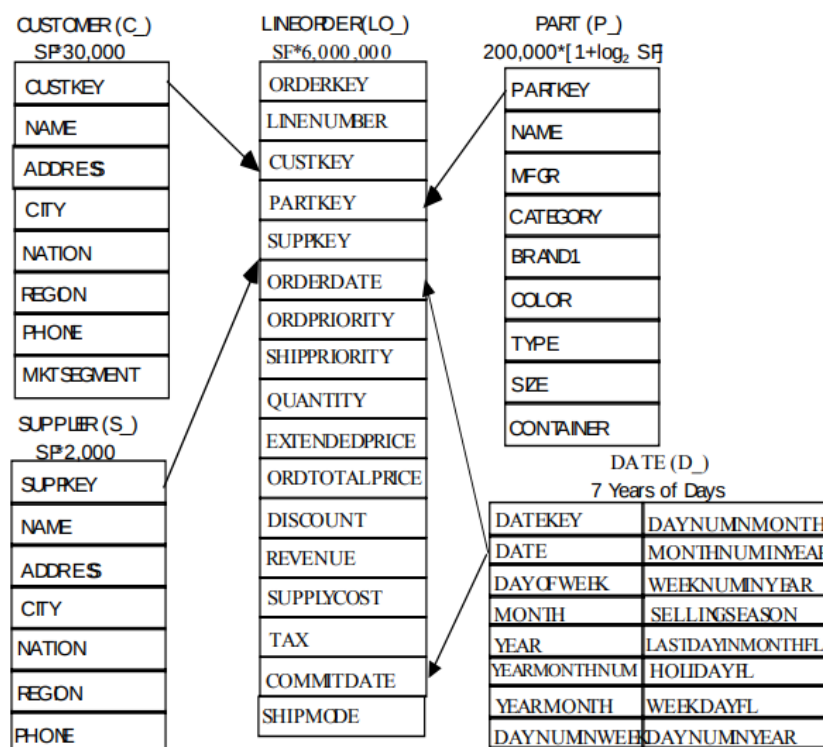 CUSTOMER (C_)
SF*30,000
CUSTKEY
NAME
ADDRESS
CITY
NATION
REGION
PHONE
MKTSEGMENT
SUPPLIER (S_)
SF*2,000
SUPPKEY
NAME
ADDRESS
CITY
NATION
REGION
PHONE
LINEORDER(LO_)
SF*6,000,000
ORDERKEY
LINENUMBER
CUSTKEY
PARTKEY
SUPPKEY
ORDERDATE
ORDPRIORITY
SHIPPRIORITY
QUANTITY
EXTENDEDPRICE
ORDTOTALPRICE
DISCOUNT
REVENUE
SUPPLYCOST
TAX
COMMITDATE
SHIPMODE
PART (P_)
200,000*[1+log₂ SF]
PARTKEY
NAME
MFGR
CATEGORY
BRAND1
COLOR
TYPE
SIZE
CONTAINER
DATE (D_)
7 Years of Days
DATEKEY DAYNUMINMONTH
DATE MONTHNUMINYEAR
DAYOFWEEK WEEKNUMINYEAR
MONTH SELLINGSEASON
YEAR LASTDAYINMONTHFL
YEARMONTHNUM HOLIDAYFL
YEARMONTH WEEKDAYFL
DAYNUMINWEEK DAYNUMINYEAR